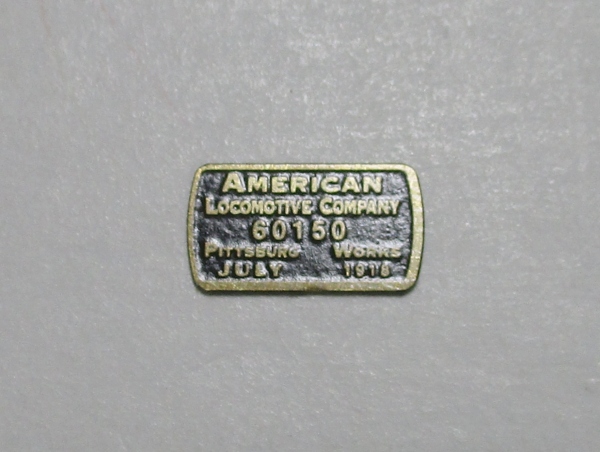 AMERICAN
LOCOMOTIVE COMPANY
60150
PITTSBURG WORKS
JULY 1918